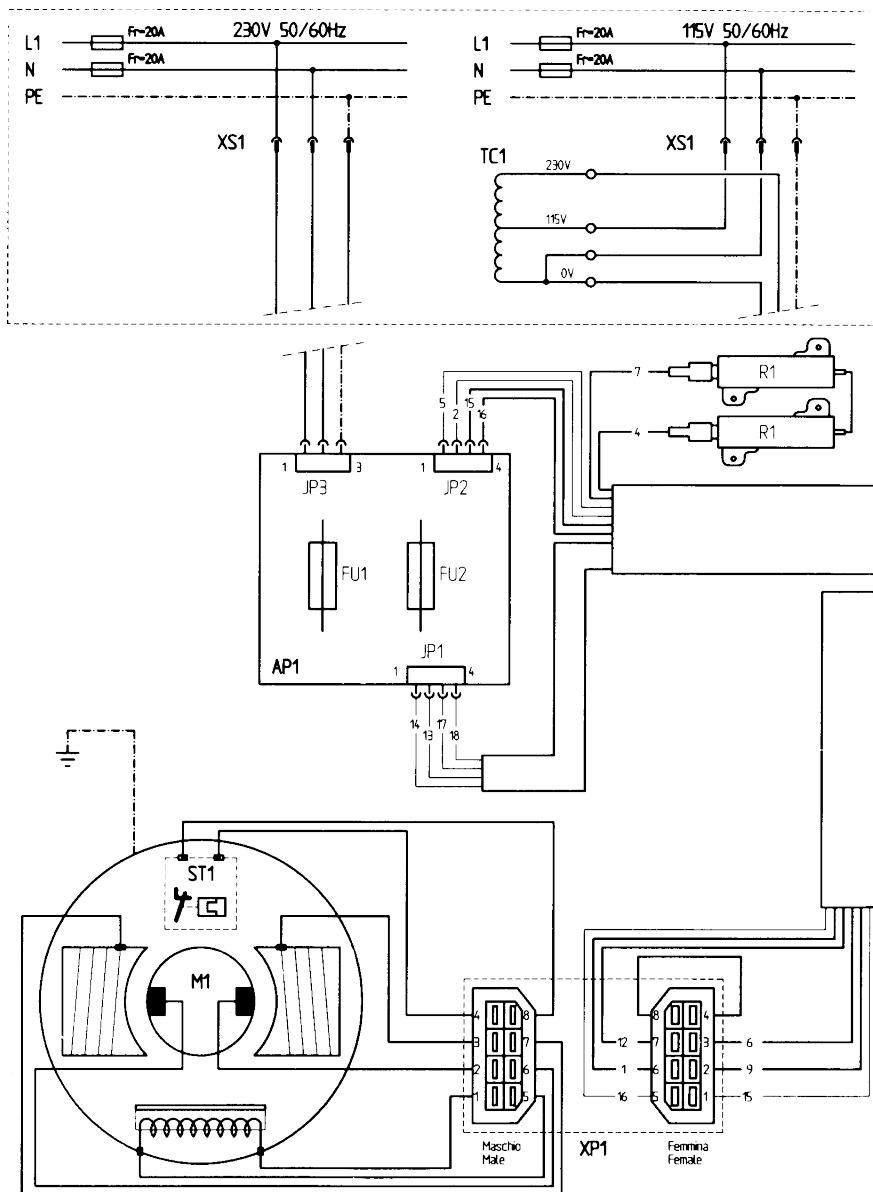 230V 50/60Hz
L1
Fr=20A
N
Fr=20A
PE
XS1
115V 50/60Hz
L1
Fr=20A
N
Fr=20A
PE
XS1
TC1
230V
115V
0V
5
2
15
16
7
R1
4
R1
1
3
JP3
1
4
JP2
FU1
FU2
AP1
JP1
1
4
14
13
17
18
ST1
M1
4
8
3
7
2
6
1
5
8
4
12
7
3
6
1
6
2
9
16
5
1
15
Maschio
Male
XP1
Femmina
Female